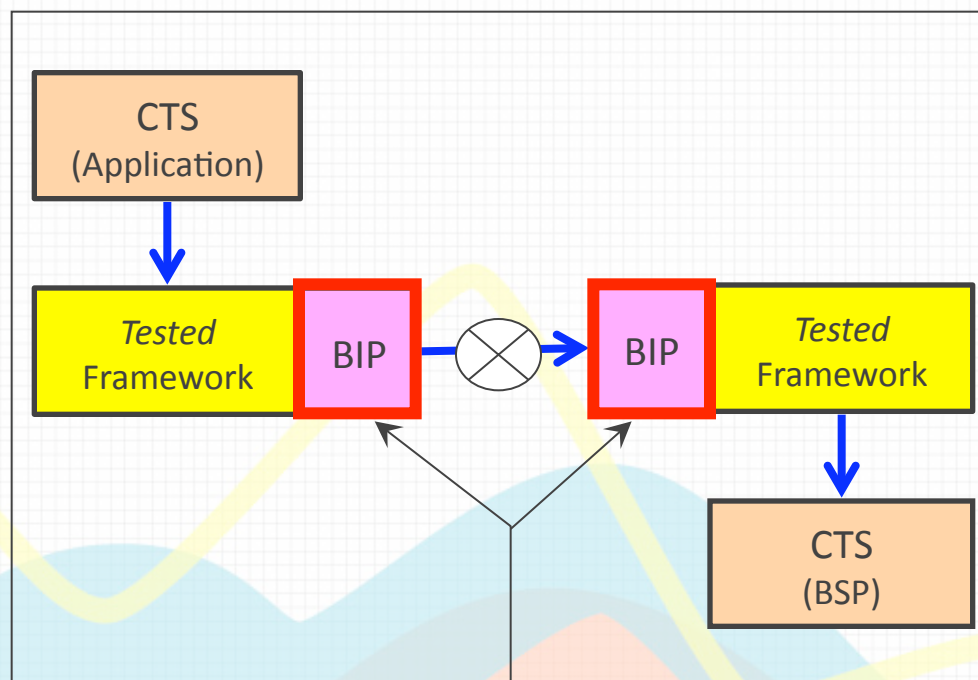 CTS
(Application)
Tested
Framework
BIP
BIP
Tested
Framework
CTS
(BSP)